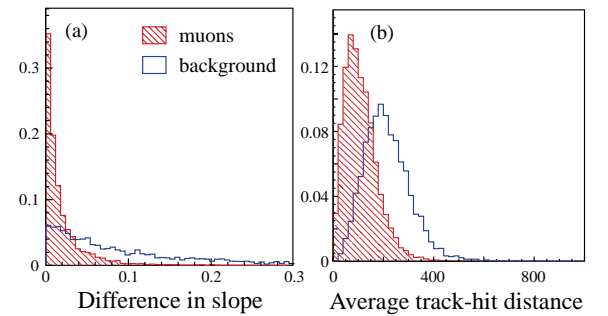 (a)
muons
background
0.3
0.2
0.1
0
0
0.1
0.2
0.3
Difference in slope
(b)
0.12
0.08
0.04
0
0
400
800
Average track-hit distance